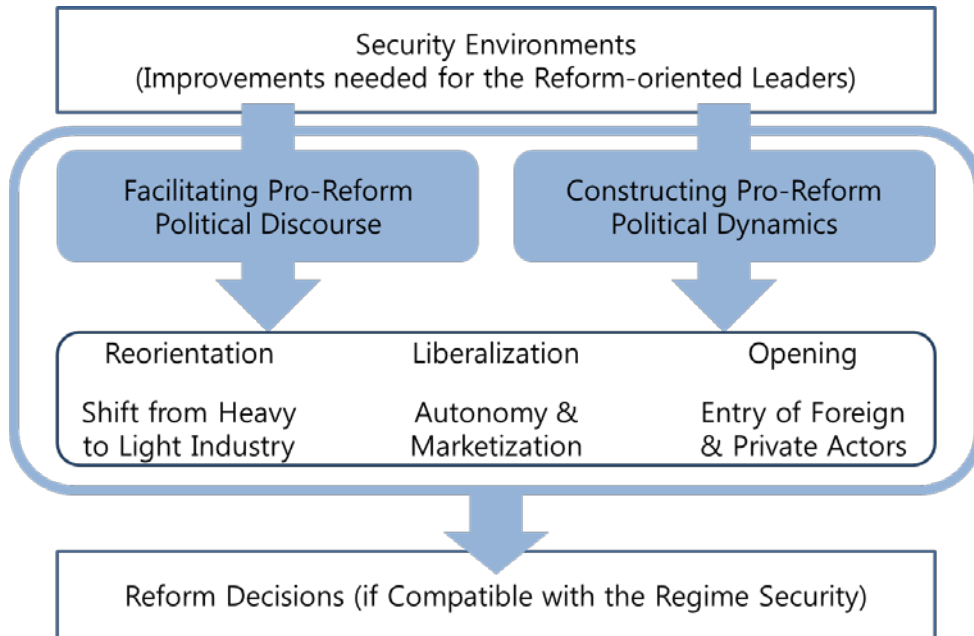 Security Environments
(Improvements needed for the Reform-oriented Leaders)
Facilitating Pro-Reform
Political Discourse
Constructing Pro-Reform
Political Dynamics
Reorientation
Shift from Heavy
to Light Industry
Liberalization
Autonomy &
Marketization
Opening
Entry of Foreign
& Private Actors
Reform Decisions (if Compatible with the Regime Security)